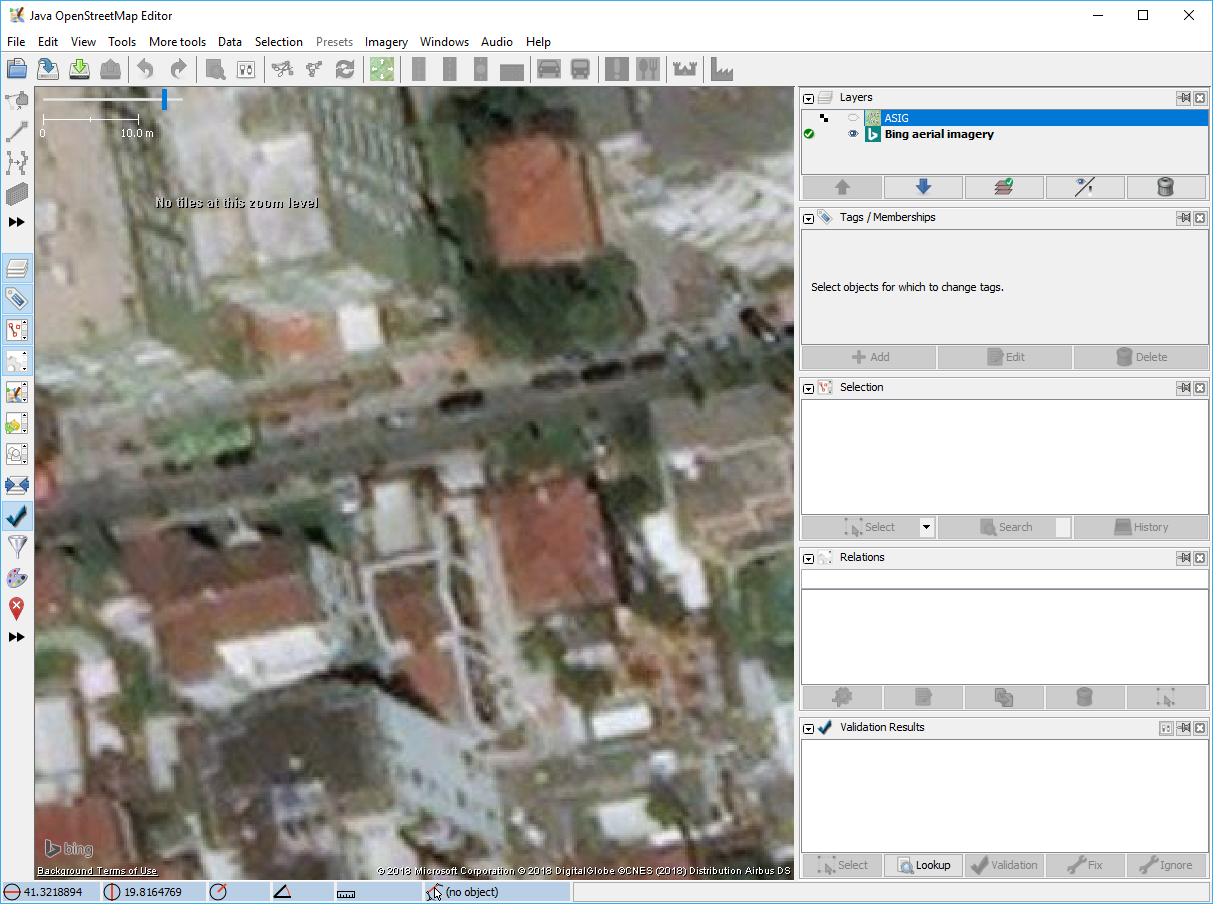 Java OpenStreetMap Editor
File Edit View Tools More tools Data Selection Presets Imagery Windows Audio Help
0 10.0 m
No tiles at this zoom level
Layers
ASIG
Bing aerial imagery
Tags / Memberships
Select objects for which to change tags.
Add Edit Delete
Selection
Select Search History
Relations
Validation Results
Select Lookup Validation Fix Ignore
bing
Background Terms of Use
© 2018 Microsoft Corporation © 2018 DigitalGlobe ©CNES (2018) Distribution Airbus DS
41.3218894 19.8164769 (no object)